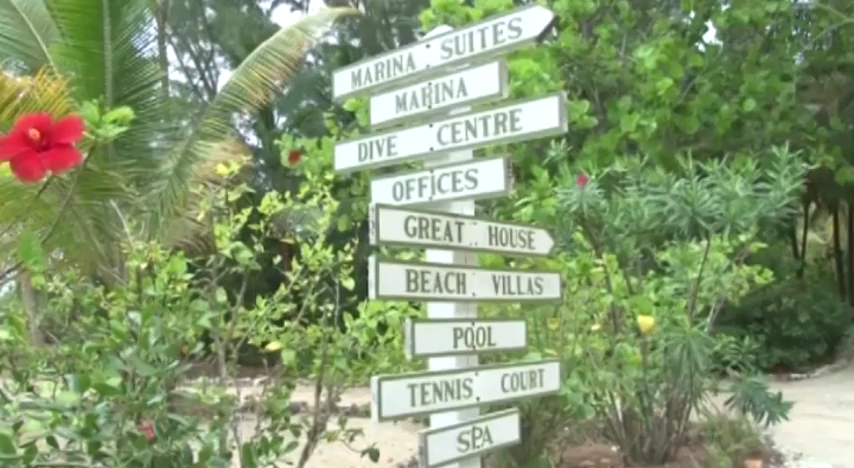 MARINA SUITES
MARINA
DIVE CENTRE
OFFICES
GREAT HOUSE
BEACH VILLAS
POOL
TENNIS COURT
SPA